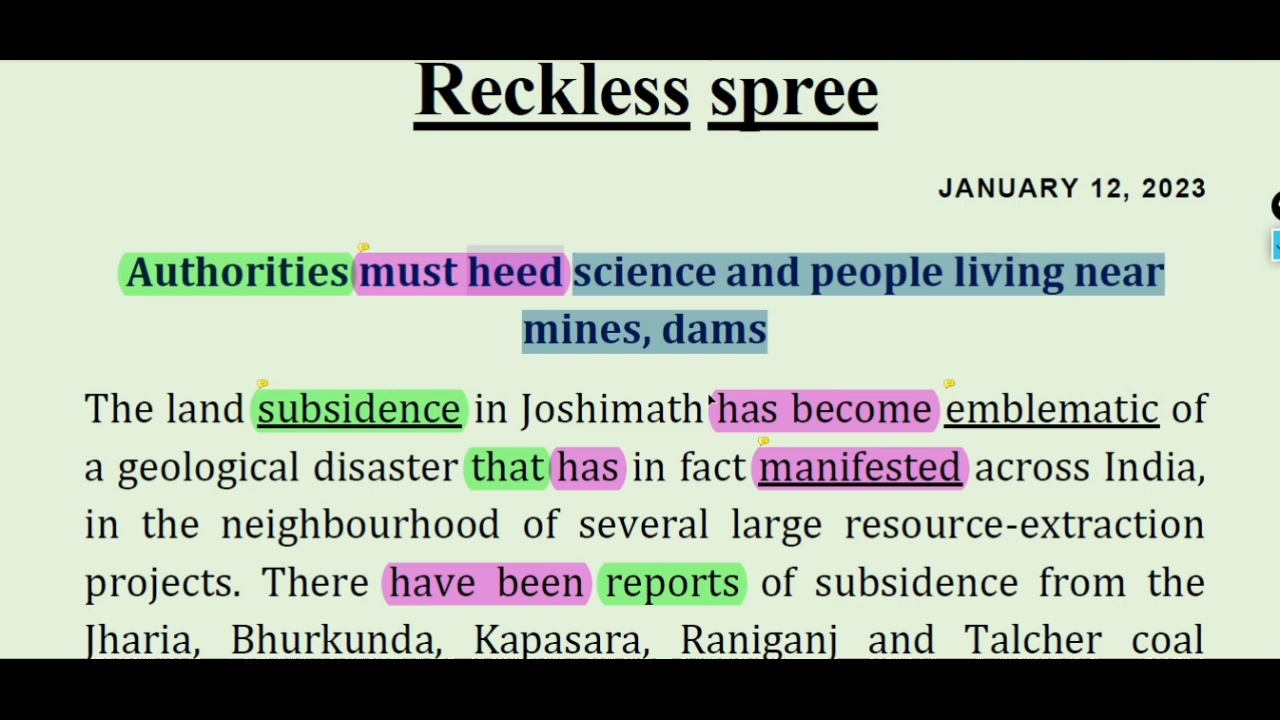 Reckless spree
JANUARY 12, 2023
Authorities must heed science and people living near
mines, dams
The land subsidence in Joshimath has become emblematic of
a geological disaster that has in fact manifested across India,
in the neighbourhood of several large resource-extraction
projects. There have been reports of subsidence from the
Jharia, Bhurkunda, Kapasara, Raniganj and Talcher coal